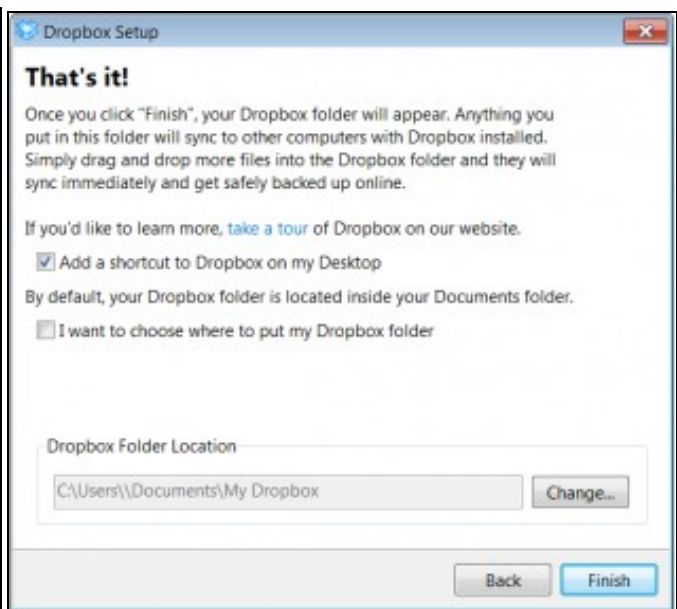 Dropbox Setup
That's it!
Once you click "Finish", your Dropbox folder will appear. Anything you
put in this folder will sync to other computers with Dropbox installed.
Simply drag and drop more files into the Dropbox folder and they will
sync immediately and get safely backed up online.
If you'd like to learn more, take a tour of Dropbox on our website.
Add a shortcut to Dropbox on my Desktop
By default, your Dropbox folder is located inside your Documents folder.
I want to choose where to put my Dropbox folder
Dropbox Folder Location
C:\Users\\Documents\My Dropbox
Change...
Back
Finish